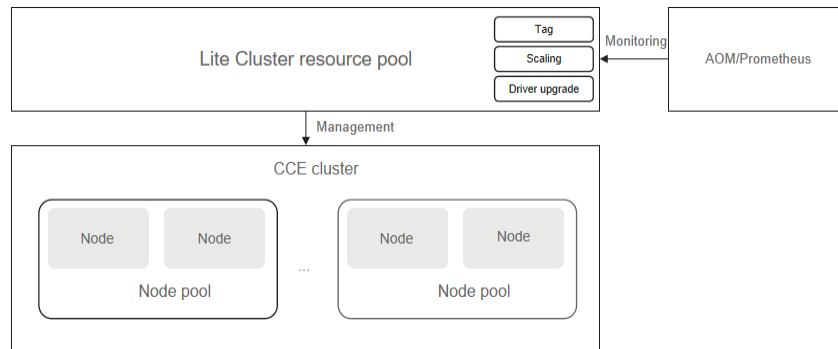 Tag
Lite Cluster resource pool
Scaling
Driver upgrade
Monitoring
AOM/Prometheus
Management
CCE cluster
Node
Node
Node
Node
...
Node pool
Node pool